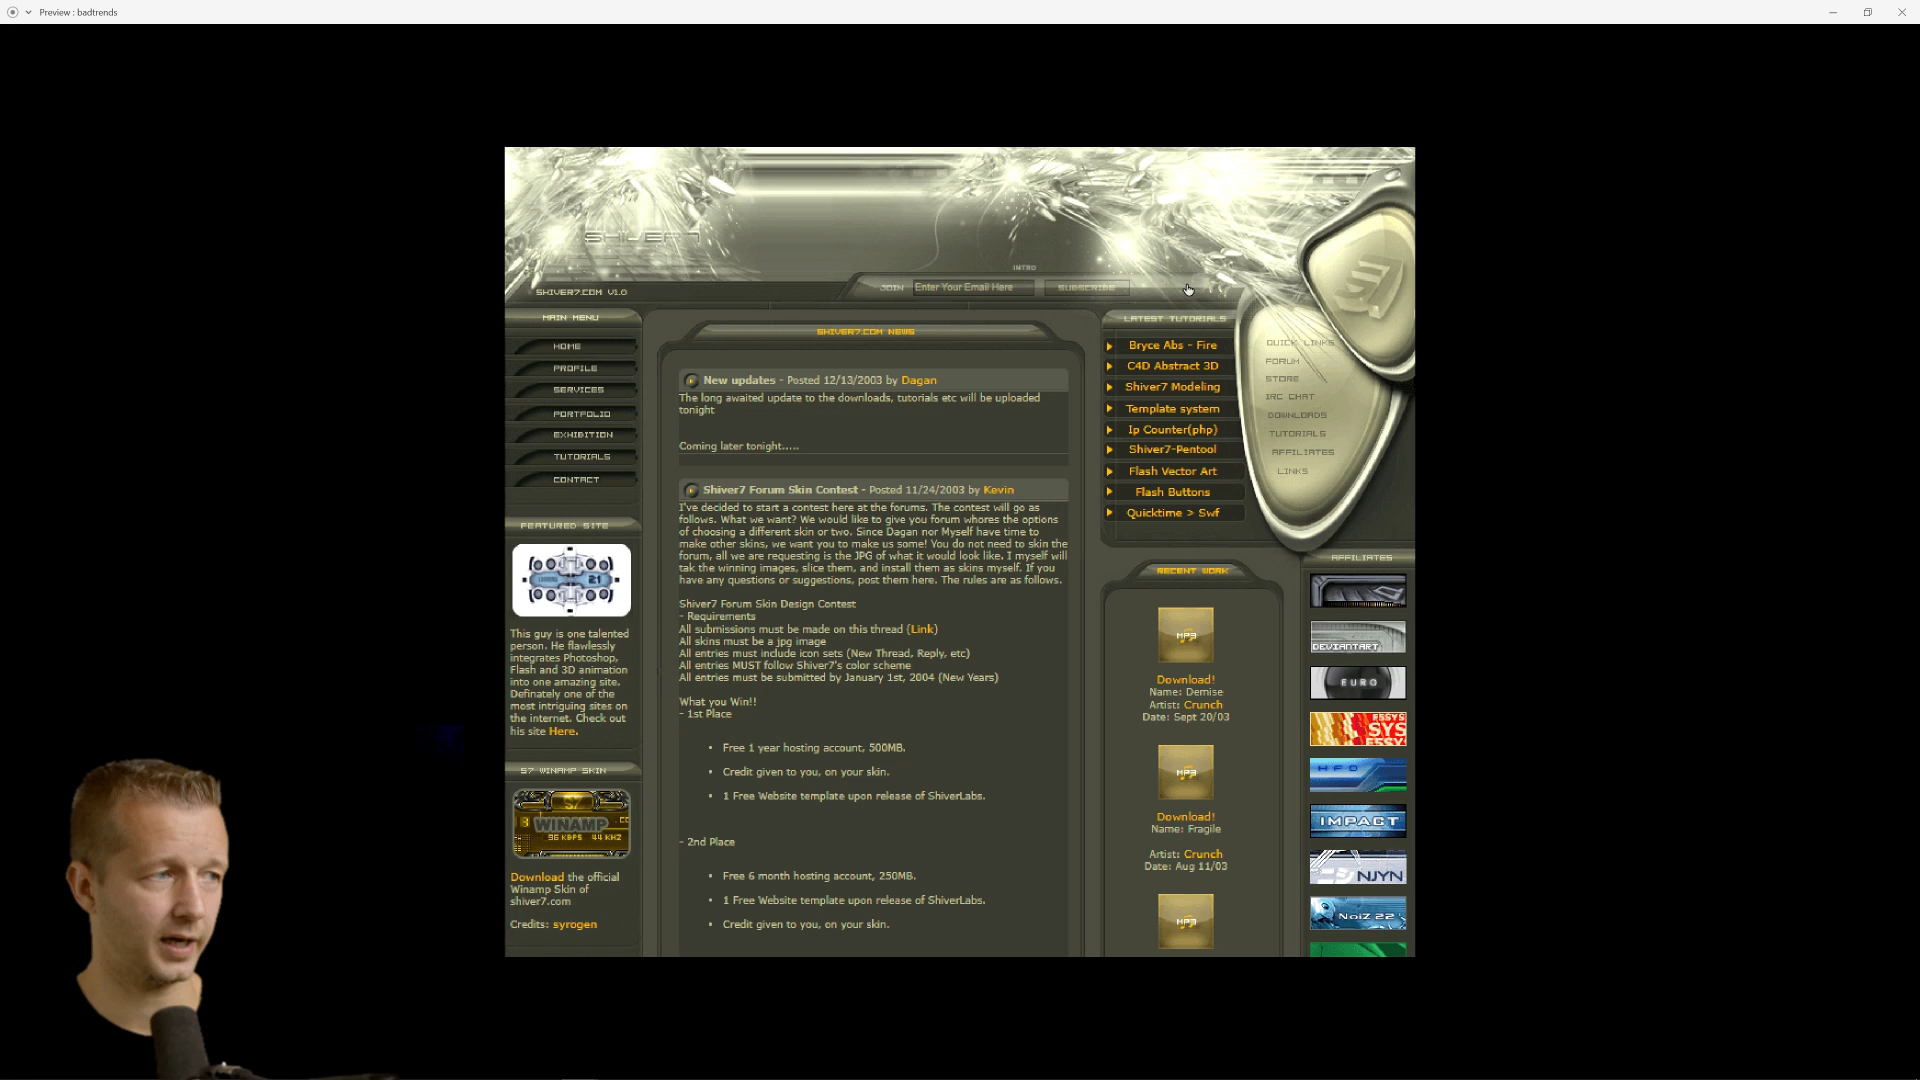 Preview : badtrends
SHIVER7
INTRO
SHIVER7.COM V1.0
JOIN
Enter Your Email Here
SUBSCRIBE
MAIN MENU
HOME
PROFILE
SERVICES
PORTFOLIO
EXHIBITION
TUTORIALS
CONTACT
FEATURED SITE
21
This guy is one talented
person. He flawlessly
integrates Photoshop,
Flash and 3D animation
into one amazing site.
Definately one of the
most intriguing sites on
the internet. Check out
his site Here.
S7 WINAMP SKIN
S7
WINAMP
96 KBPS 44 KHZ
Download the official
Winamp Skin of
shiver7.com
Credits: syrogen
SHIVER7.COM NEWS
New updates - Posted 12/13/2003 by Dagan
The long awaited update to the downloads, tutorials etc will be uploaded
tonight
Coming later tonight.....
Shiver7 Forum Skin Contest - Posted 11/24/2003 by Kevin
I've decided to start a contest here at the forums. The contest will go as
follows. What we want? We would like to give you forum whores the options
of choosing a different skin or two. Since Dagan nor Myself have time to
make other skins, we want you to make us some! You do not need to skin the
forum, all we are requesting is the JPG of what it would look like. I myself will
tak the winning images, slice them, and install them as skins myself. If you
have any questions or suggestions, post them here. The rules are as follows.
Shiver7 Forum Skin Design Contest
- Requirements
All submissions must be made on this thread (Link)
All skins must be a jpg image
All entries must include icon sets (New Thread, Reply, etc)
All entries MUST follow Shiver7's color scheme
All entries must be submitted by January 1st, 2004 (New Years)
What you Win!!
- 1st Place
• Free 1 year hosting account, 500MB.
• Credit given to you, on your skin.
• 1 Free Website template upon release of ShiverLabs.
- 2nd Place
• Free 6 month hosting account, 250MB.
• 1 Free Website template upon release of ShiverLabs.
• Credit given to you, on your skin.
LATEST TUTORIALS
Bryce Abs - Fire
C4D Abstract 3D
Shiver7 Modeling
Template system
Ip Counter(php)
Shiver7-Pentool
Flash Vector Art
Flash Buttons
Quicktime > Swf
QUICK LINKS
FORUM
STORE
IRC CHAT
DOWNLOADS
TUTORIALS
AFFILIATES
LINKS
RECENT WORK
MP3
Download!
Name: Demise
Artist: Crunch
Date: Sept 20/03
MP3
Download!
Name: Fragile
Artist: Crunch
Date: Aug 11/03
MP3
AFFILIATES
DEVIANTART
EURO
F5SYS
SYS
F5SY
HFO
IMPACT
NJYN
NOIZ 22